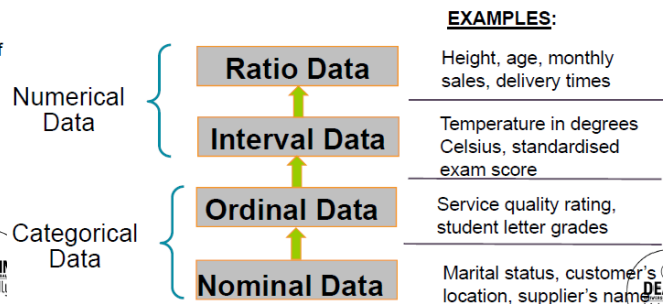 EXAMPLES:
f
Ratio Data
Height, age, monthly
sales, delivery times
Numerical
Data
Interval Data
Temperature in degrees
Celsius, standardised
exam score
Ordinal Data
Service quality rating,
student letter grades
Categorical
Data
Nominal Data
Marital status, customer's
location, supplier's name